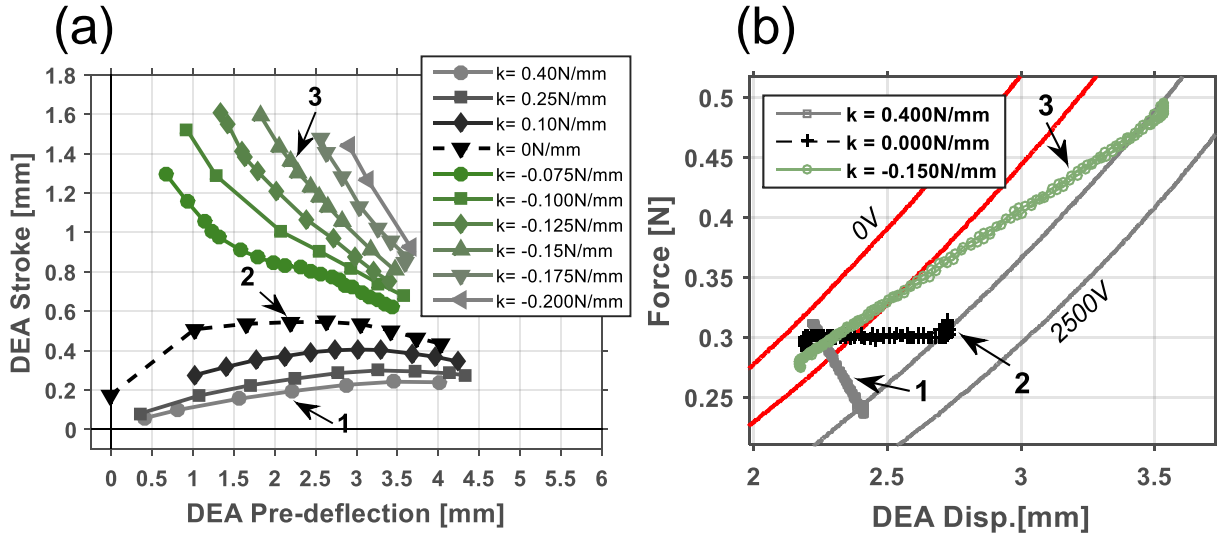 (a)
DEA Stroke [mm]
1.8
1.6
1.4
1.2
1
0.8
0.6
0.4
0.2
0
0
0.5
1
1.5
2
2.5
3
3.5
4
4.5
5
5.5
6
DEA Pre-deflection [mm]
k= 0.40N/mm
k= 0.25N/mm
k= 0.10N/mm
k= 0N/mm
k= -0.075N/mm
k= -0.100N/mm
k= -0.125N/mm
k= -0.15N/mm
k= -0.175N/mm
k= -0.200N/mm
3
2
1
(b)
Force [N]
0.5
0.45
0.4
0.35
0.3
0.25
2
2.5
3
3.5
DEA Disp.[mm]
k = 0.400N/mm
k = 0.000N/mm
k = -0.150N/mm
3
0V
2500V
1
2